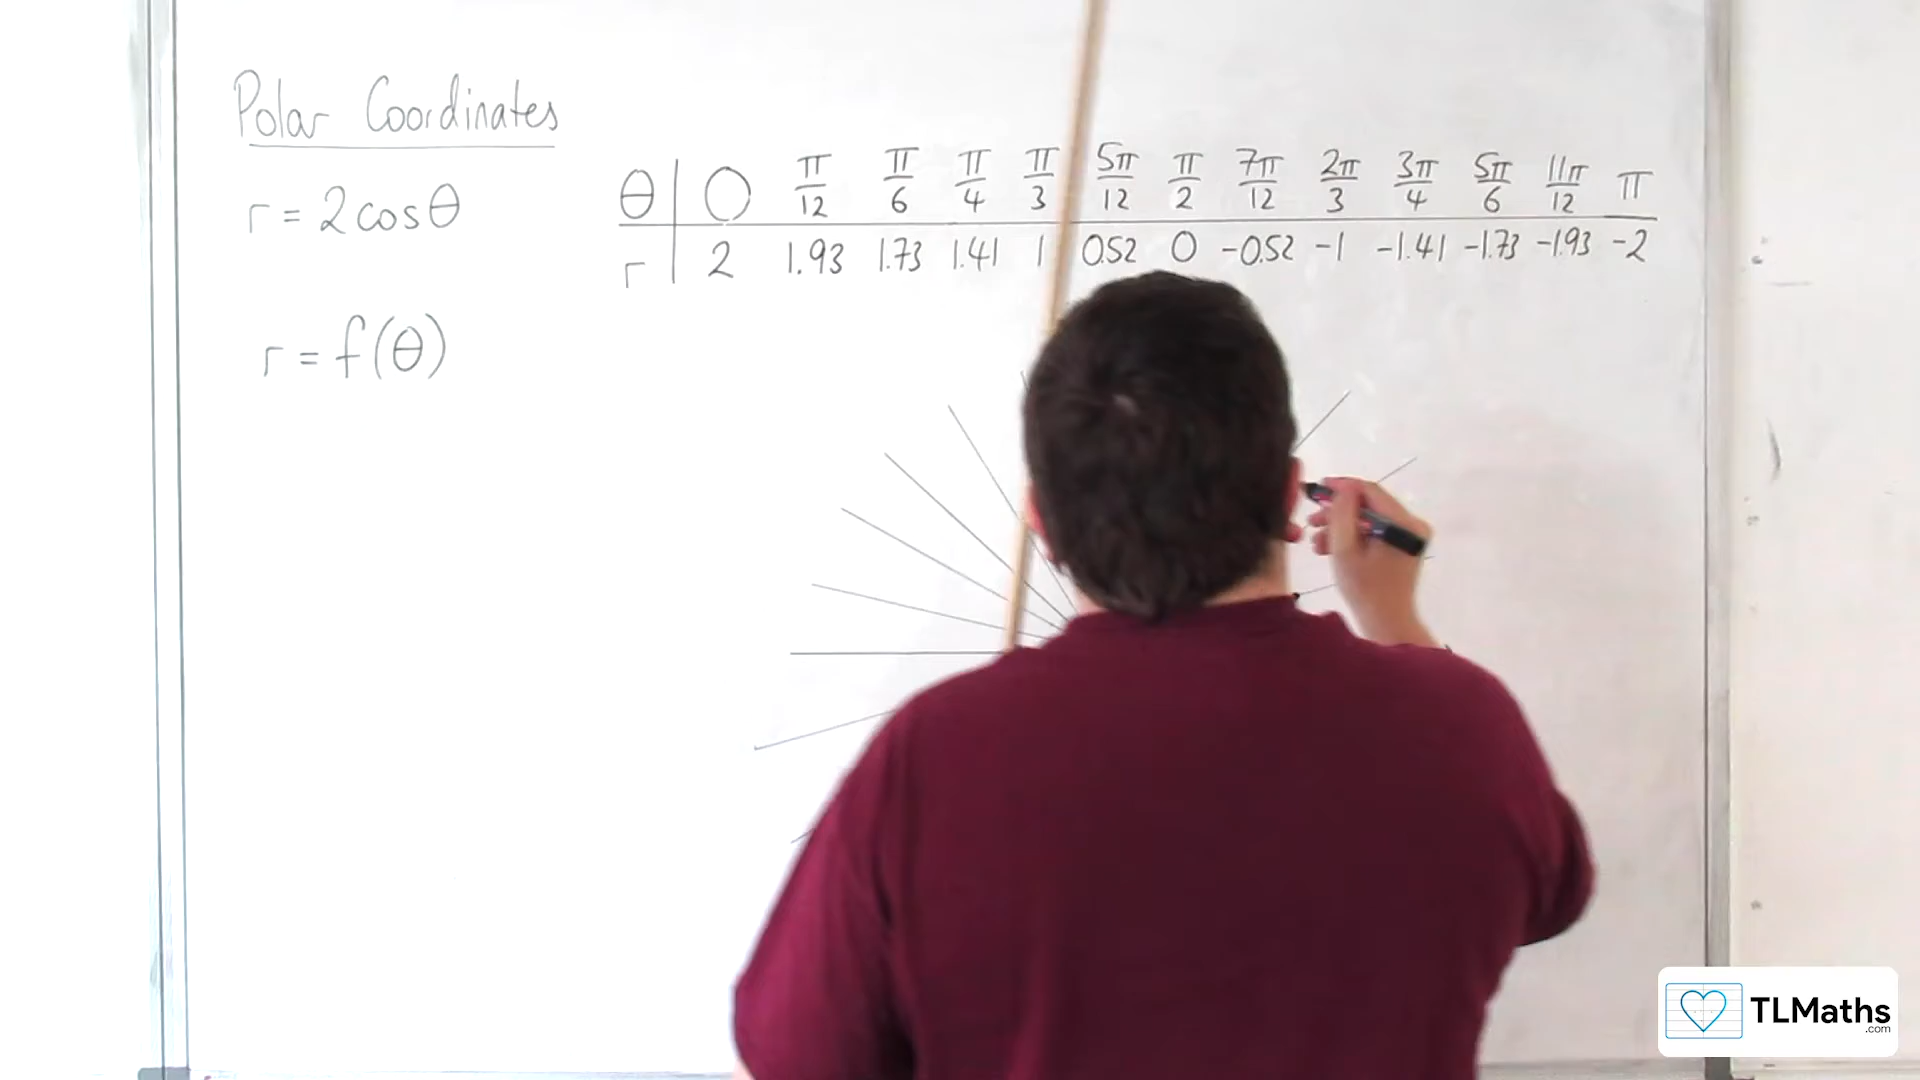 Polar Coordinates
r = 2cosθ
r = f(θ)
θ 0 π/12 π/6 π/4 π/3 5π/12 π/2 7π/12 2π/3 3π/4 5π/6 11π/12 π
r 2 1.93 1.73 1.41 1 0.52 0 -0.52 -1 -1.41 -1.73 -1.93 -2
TLMaths
.com